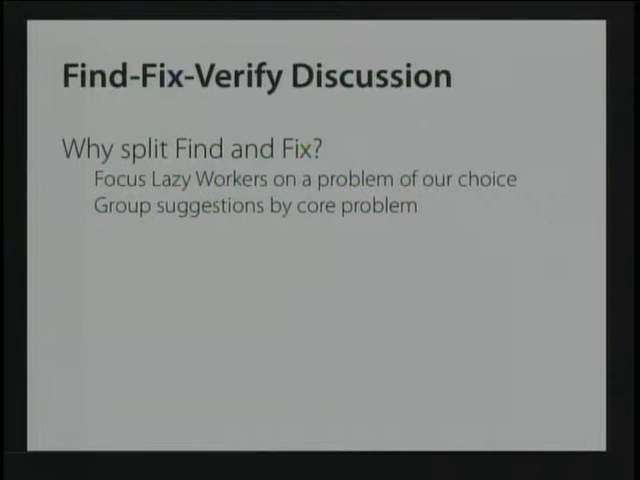 Find-Fix-Verify Discussion
Why split Find and Fix?
Focus Lazy Workers on a problem of our choice
Group suggestions by core problem